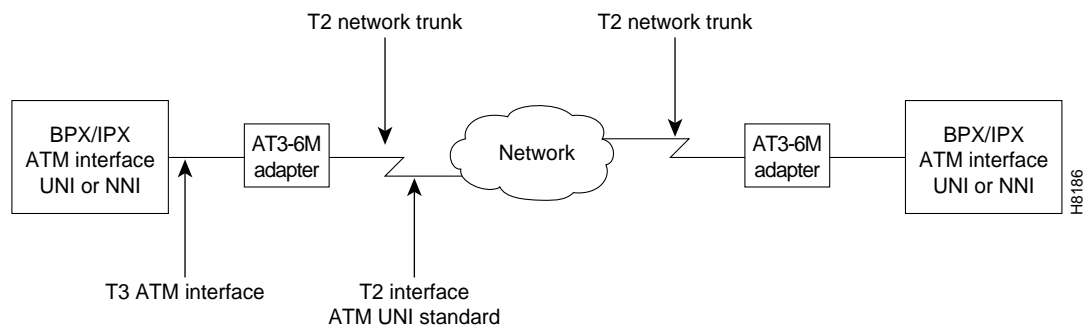 T2 network trunk
T2 network trunk
BPX/IPX
ATM interface
UNI or NNI
AT3-6M
adapter
Network
AT3-6M
adapter
BPX/IPX
ATM interface
UNI or NNI
H8186
T3 ATM interface
T2 interface
ATM UNI standard